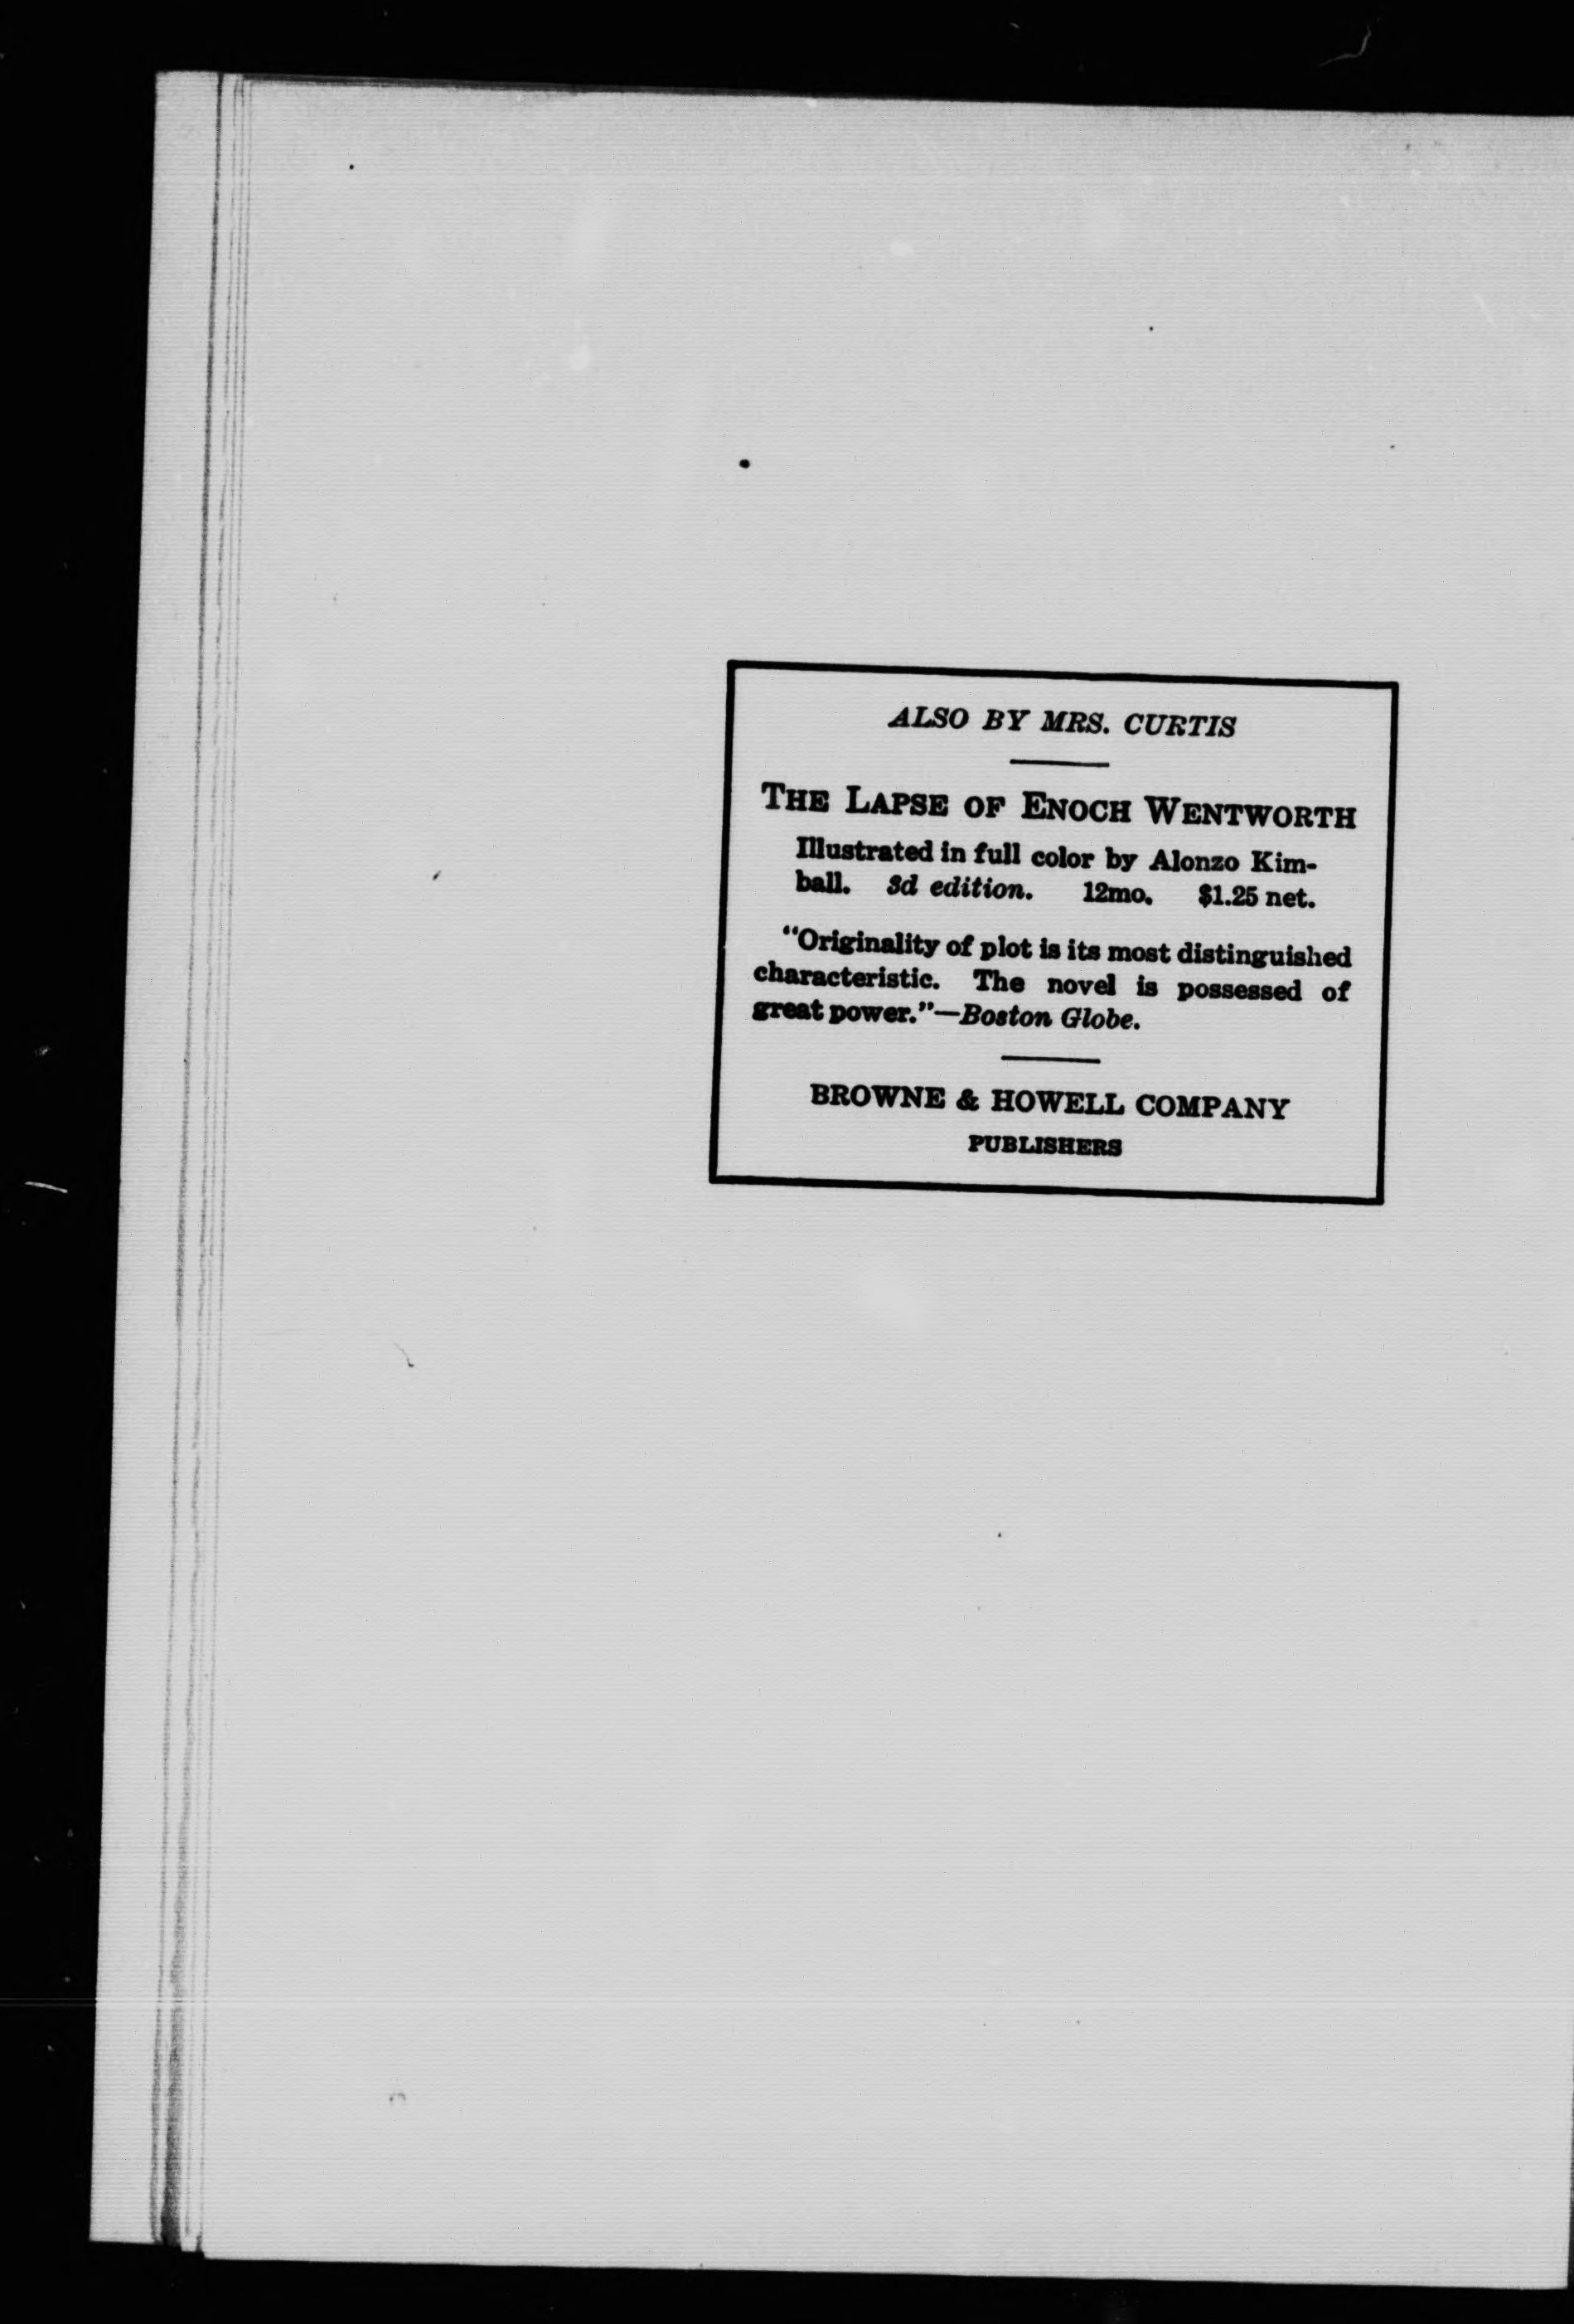 ALSO BY MRS. CURTIS
THE LAPSE OF ENOCH WENTWORTH
Illustrated in full color by Alonzo Kim-
ball. 3d edition. 12mo. $1.25 net.
"Originality of plot is its most distinguished
characteristic. The novel is possessed of
great power."—Boston Globe.
BROWNE & HOWELL COMPANY
PUBLISHERS